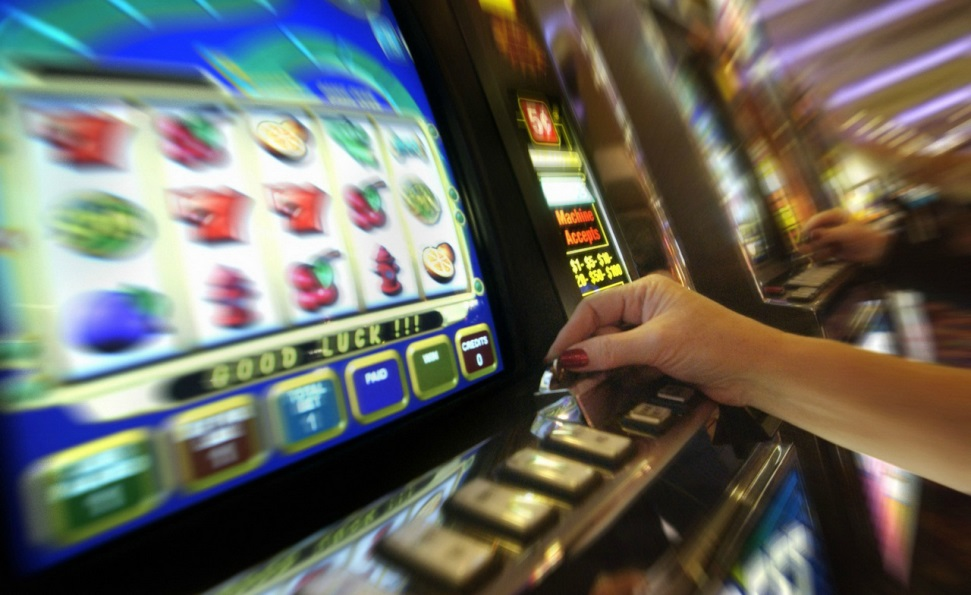 5¢
Machine
Accepts
$1-$5-$10-
20-$50-$100
GOOD LUCK !!!
TOTAL
BET
1
PAID
WIN
CREDITS
0